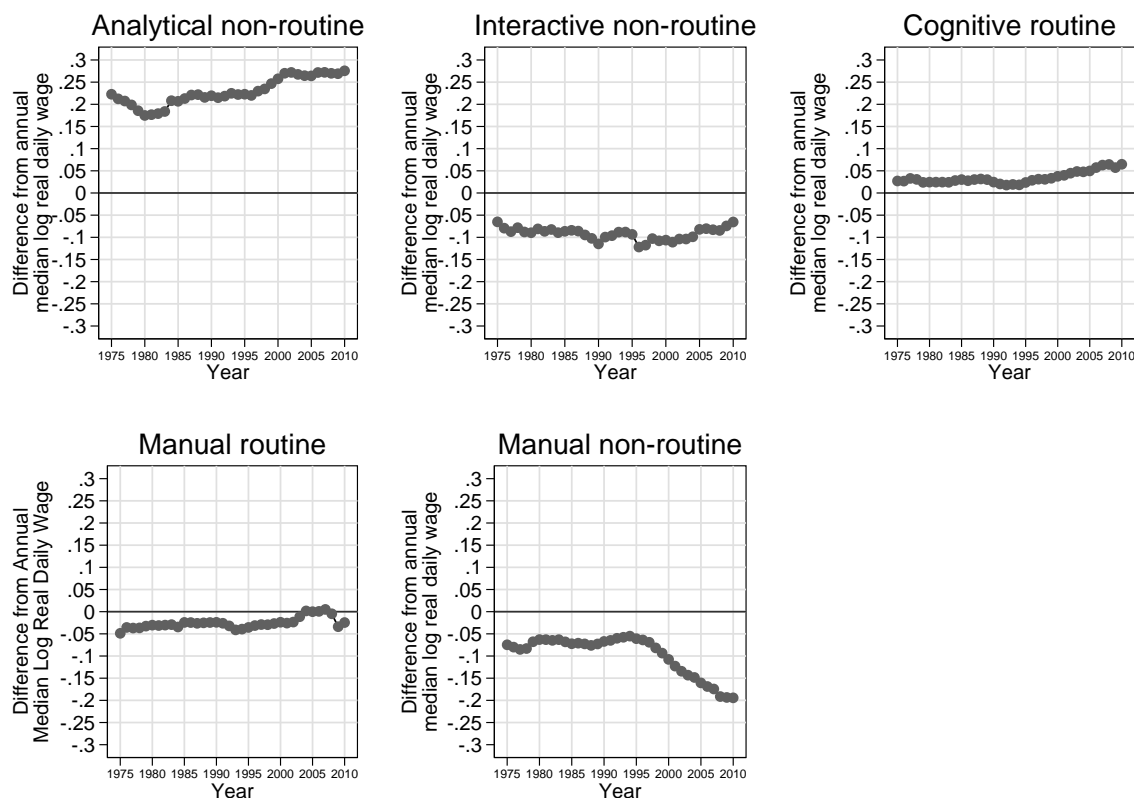 Analytical non-routine
Difference from annual
median log real daily wage
.3
.25
.2
.15
.1
.05
0
-.05
-.1
-.15
-.2
-.25
-.3
1975 1980 1985 1990 1995 2000 2005 2010
Year
Interactive non-routine
Difference from annual
median log real daily wage
.3
.25
.2
.15
.1
.05
0
-.05
-.1
-.15
-.2
-.25
-.3
1975 1980 1985 1990 1995 2000 2005 2010
Year
Cognitive routine
Difference from annual
median log real daily wage
.3
.25
.2
.15
.1
.05
0
-.05
-.1
-.15
-.2
-.25
-.3
1975 1980 1985 1990 1995 2000 2005 2010
Year
Manual routine
Difference from Annual
Median Log Real Daily Wage
.3
.25
.2
.15
.1
.05
0
-.05
-.1
-.15
-.2
-.25
-.3
1975 1980 1985 1990 1995 2000 2005 2010
Year
Manual non-routine
Difference from annual
median log real daily wage
.3
.25
.2
.15
.1
.05
0
-.05
-.1
-.15
-.2
-.25
-.3
1975 1980 1985 1990 1995 2000 2005 2010
Year